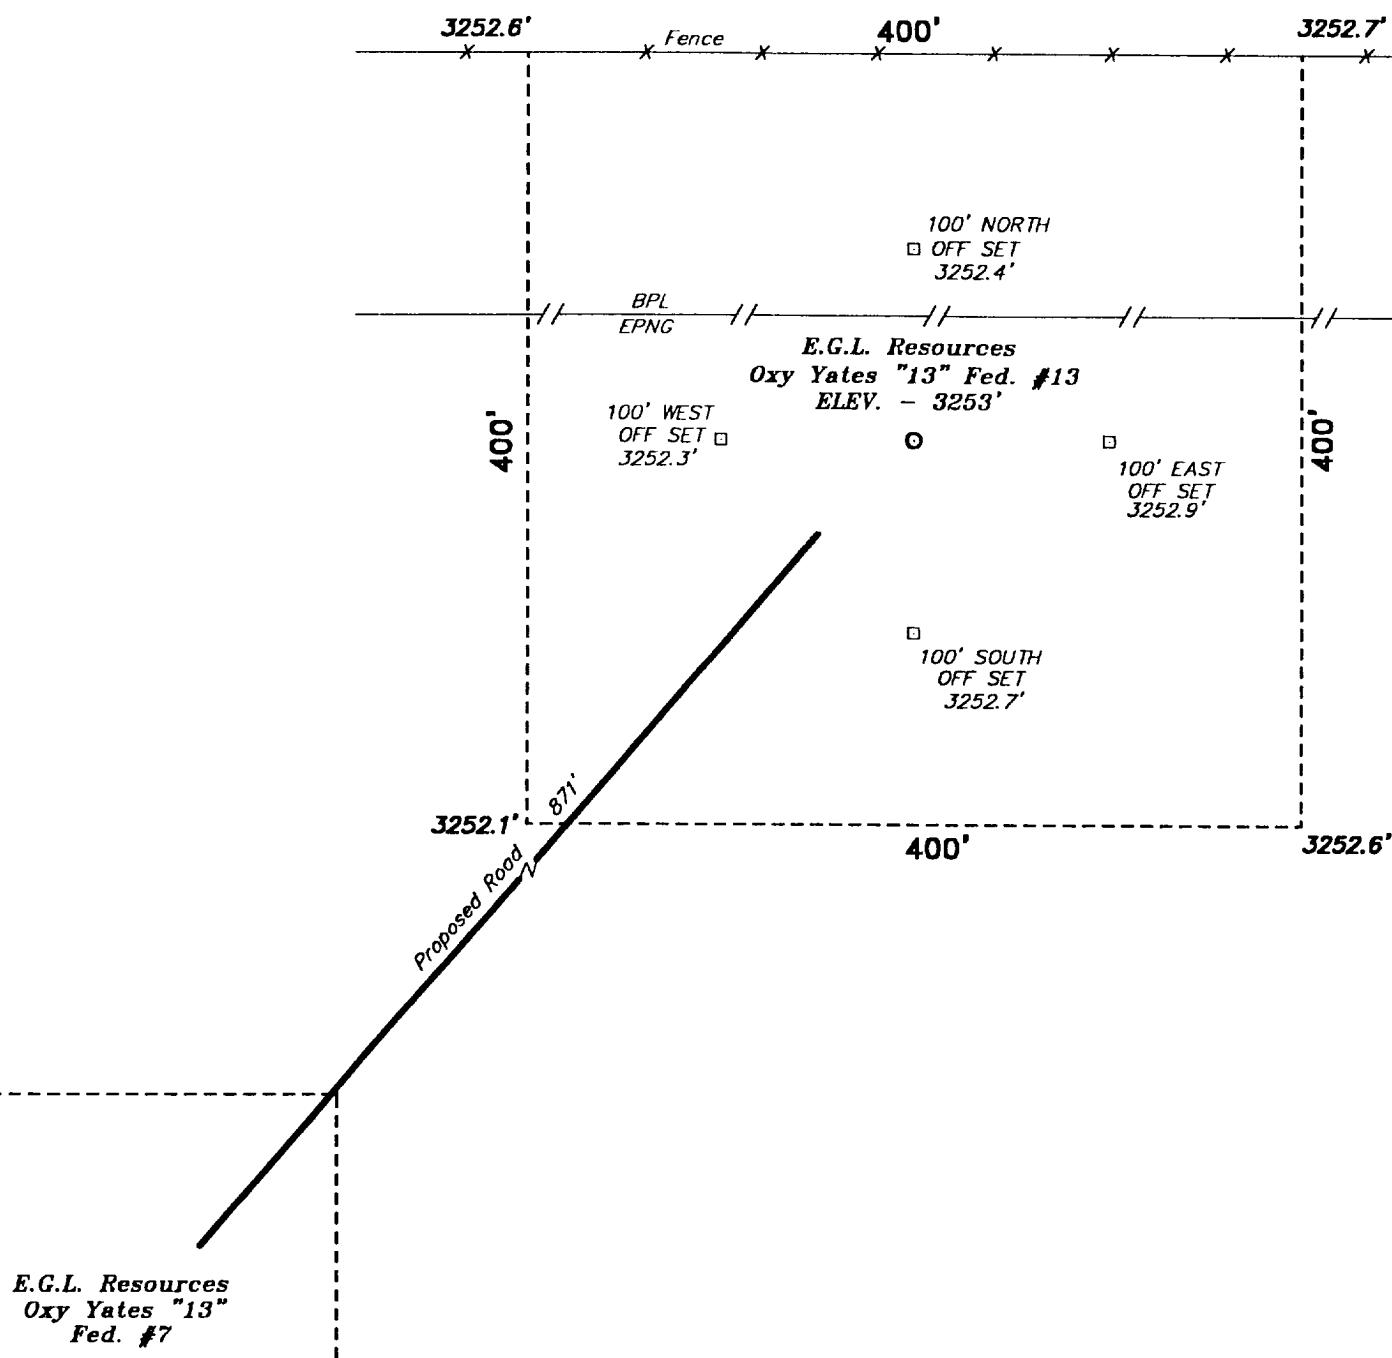 3252.6'
Fence
400'
3252.7'
100' NORTH
OFF SET
3252.4'
BPL
EPNG
E.G.L. Resources
Oxy Yates "13" Fed. #13
ELEV. - 3253'
100' WEST
OFF SET
3252.3'
400'
400'
100' EAST
OFF SET
3252.9'
100' SOUTH
OFF SET
3252.7'
871'
3252.1'
400'
3252.6'
Proposed Road
E.G.L. Resources
Oxy Yates "13"
Fed. #7